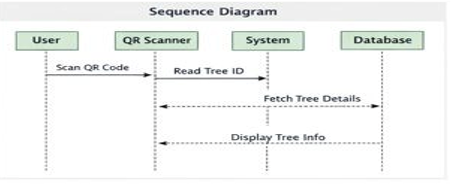 Sequence Diagram
User
QR Scanner
System
Database
Scan QR Code
Read Tree ID
Fetch Tree Details
Display Tree Info